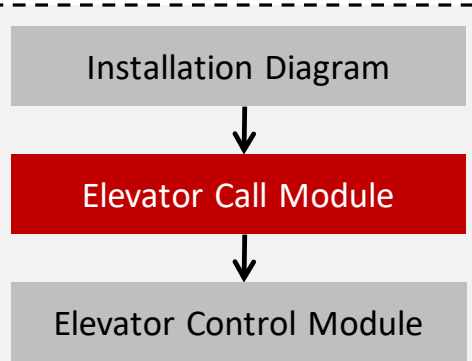 Installation Diagram
Elevator Call Module
Elevator Control Module